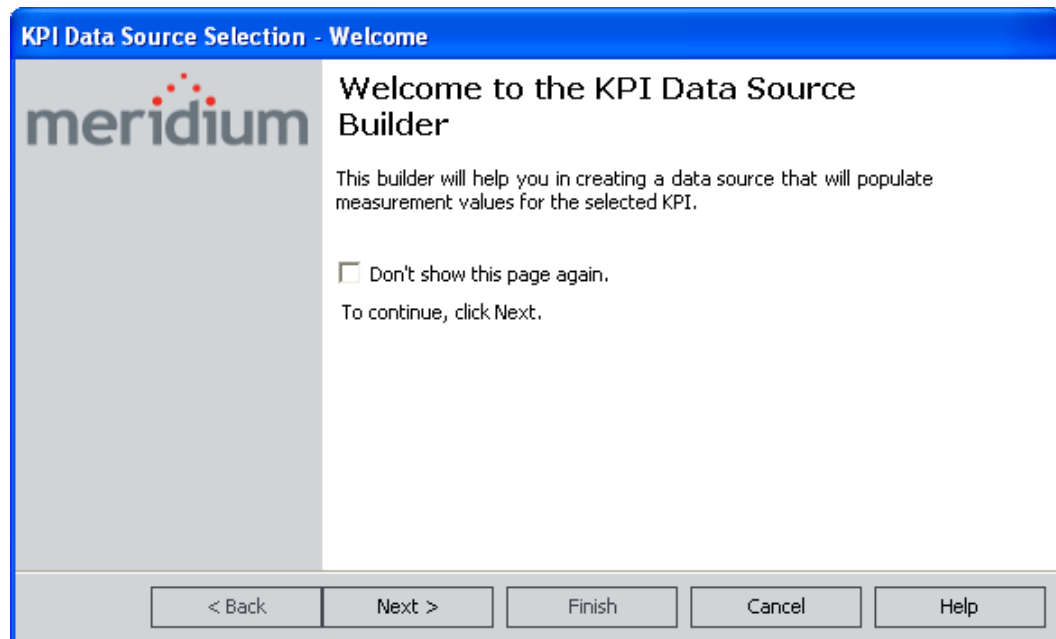 KPI Data Source Selection - Welcome
meridium
Welcome to the KPI Data Source
Builder
This builder will help you in creating a data source that will populate
measurement values for the selected KPI.
Don't show this page again.
To continue, click Next.
< Back
Next >
Finish
Cancel
Help